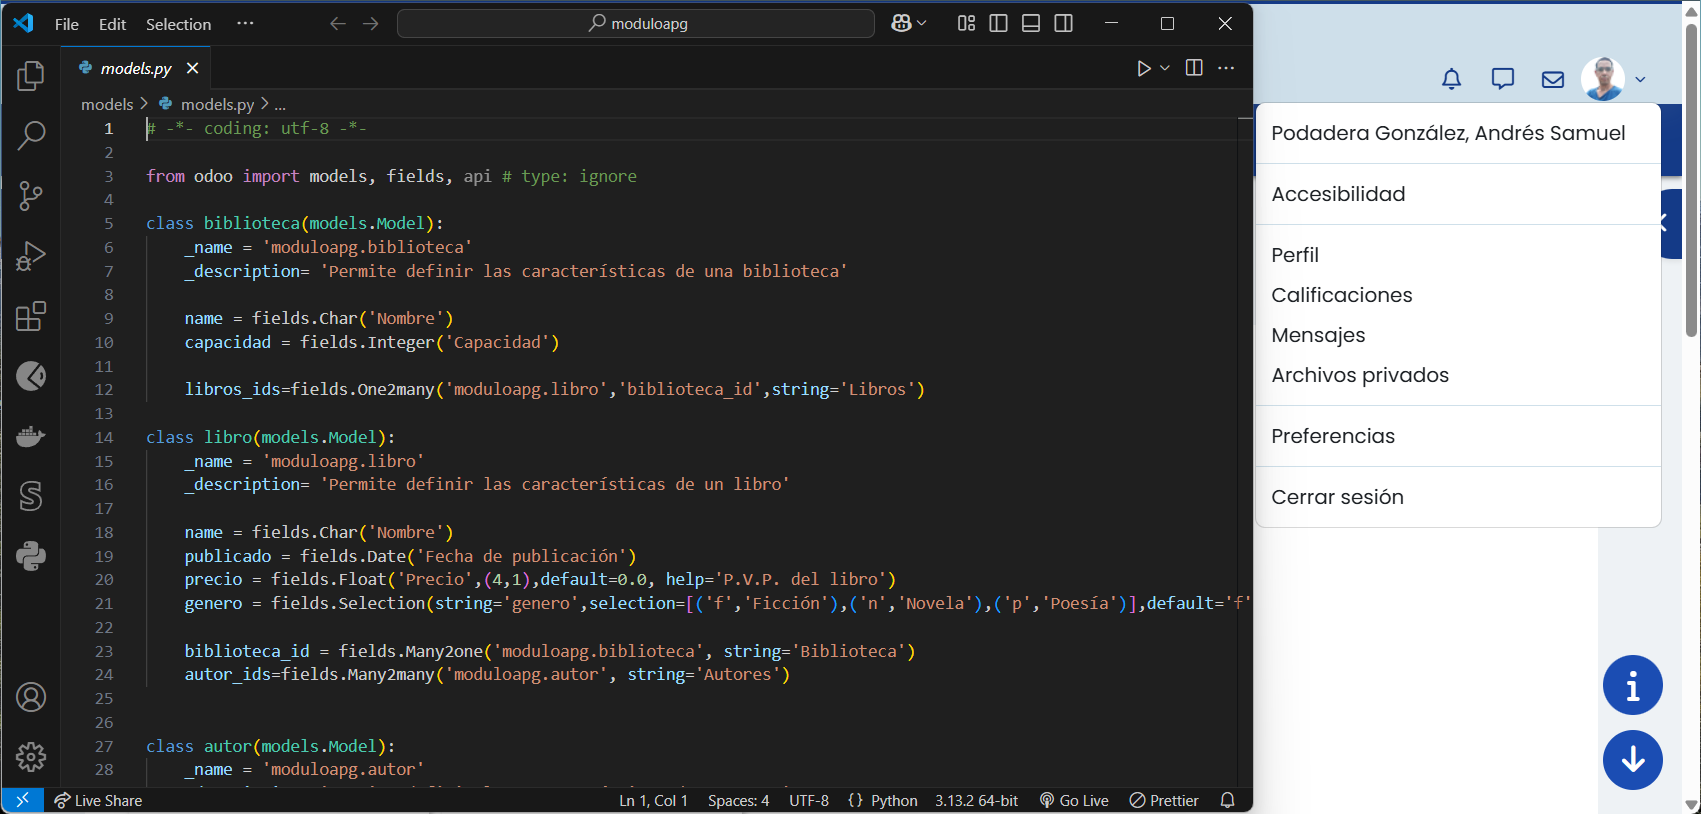 File Edit Selection ··· moduloapg
models.py
models > models.py > ...
1 # -*- coding: utf-8 -*-
2
3 from odoo import models, fields, api # type: ignore
4
5 class biblioteca(models.Model):
6 _name = 'moduloapg.biblioteca'
7 _description= 'Permite definir las características de una biblioteca'
8
9 name = fields.Char('Nombre')
10 capacidad = fields.Integer('Capacidad')
11
12 libros_ids=fields.One2many('moduloapg.libro','biblioteca_id',string='Libros')
13
14 class libro(models.Model):
15 _name = 'moduloapg.libro'
16 _description= 'Permite definir las características de un libro'
17
18 name = fields.Char('Nombre')
19 publicado = fields.Date('Fecha de publicación')
20 precio = fields.Float('Precio',(4,1),default=0.0, help='P.V.P. del libro')
21 genero = fields.Selection(string='genero',selection=[('f','Ficción'),('n','Novela'),('p','Poesía')],default='f'
22
23 biblioteca_id = fields.Many2one('moduloapg.biblioteca', string='Biblioteca')
24 autor_ids=fields.Many2many('moduloapg.autor', string='Autores')
25
26
27 class autor(models.Model):
28 _name = 'moduloapg.autor'
Live Share Ln 1, Col 1 Spaces: 4 UTF-8 {} Python 3.13.2 64-bit Go Live Prettier
Podadera González, Andrés Samuel
Accesibilidad
Perfil
Calificaciones
Mensajes
Archivos privados
Preferencias
Cerrar sesión